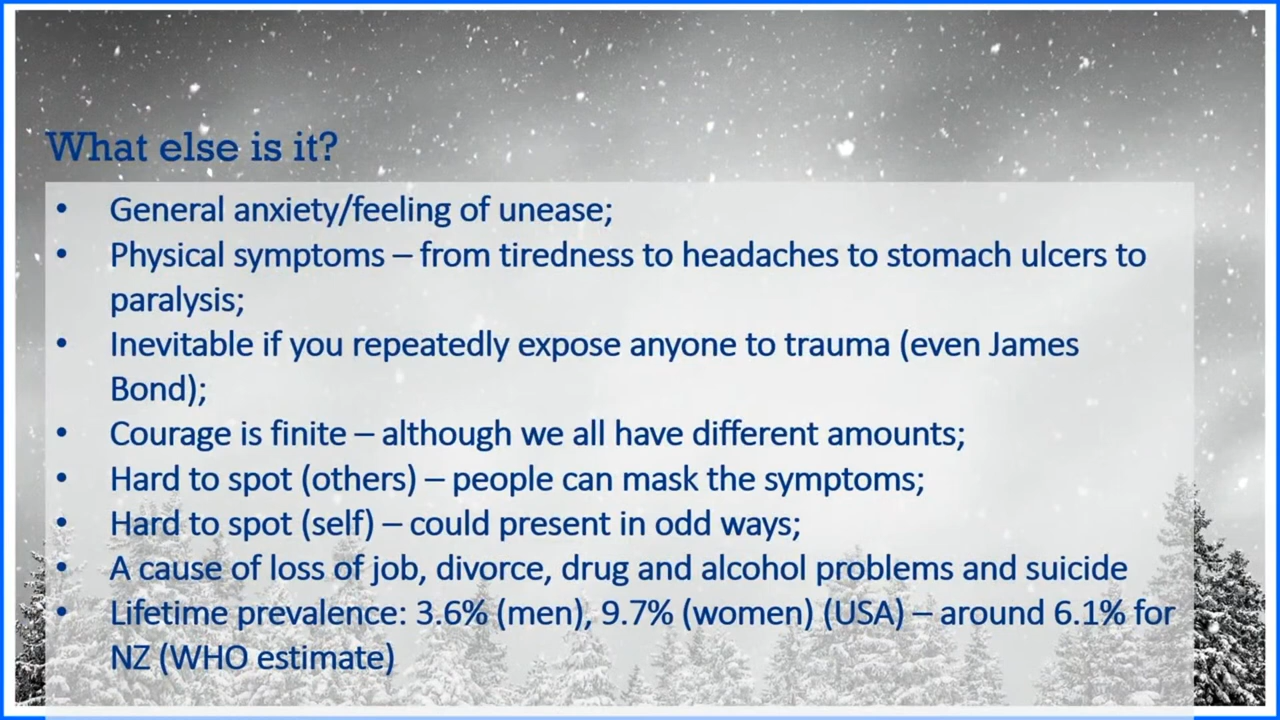 What else is it?
• General anxiety/feeling of unease;
• Physical symptoms – from tiredness to headaches to stomach ulcers to
paralysis;
• Inevitable if you repeatedly expose anyone to trauma (even James
Bond);
• Courage is finite – although we all have different amounts;
• Hard to spot (others) – people can mask the symptoms;
• Hard to spot (self) – could present in odd ways;
• A cause of loss of job, divorce, drug and alcohol problems and suicide
• Lifetime prevalence: 3.6% (men), 9.7% (women) (USA) – around 6.1% for
NZ (WHO estimate)